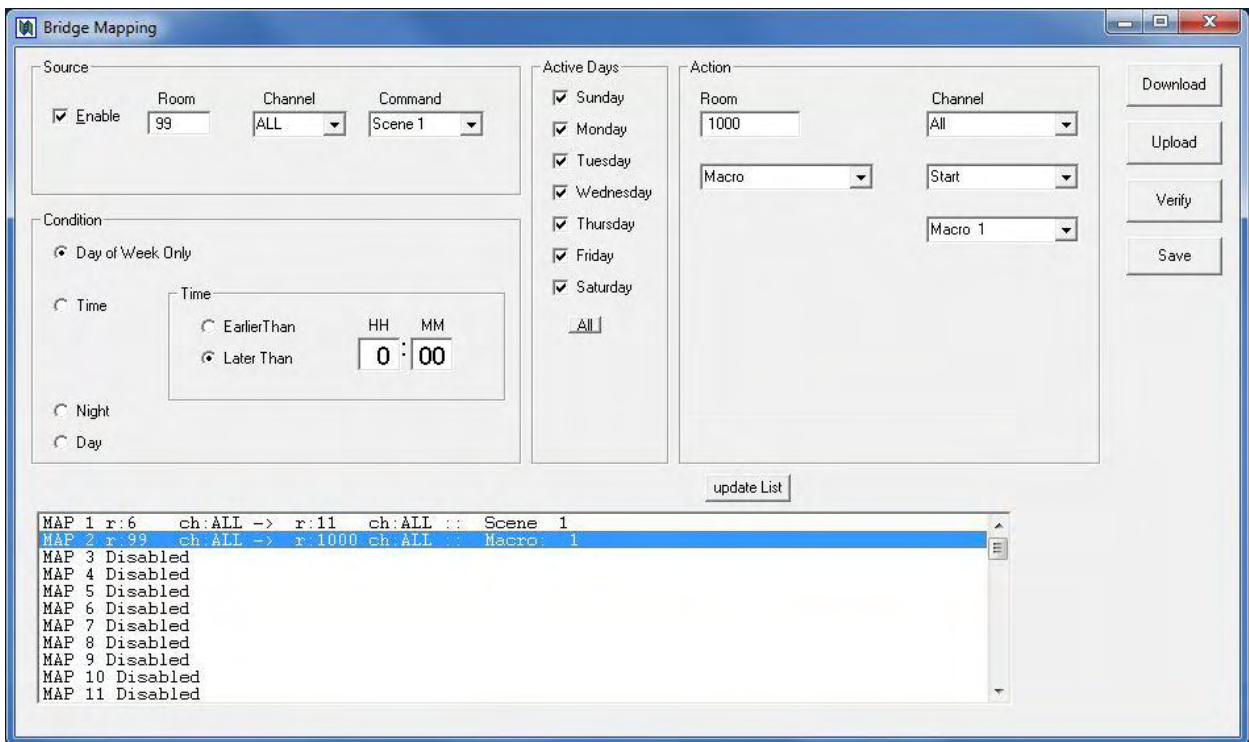 Bridge Mapping
Source
Enable
Room
99
Channel
ALL
Command
Scene 1
Condition
Day of Week Only
Time
Time
EarlierThan
Later Than
HH MM
0 : 00
Night
Day
Active Days
Sunday
Monday
Tuesday
Wednesday
Thursday
Friday
Saturday
All
Action
Room
1000
Channel
All
Macro
Start
Macro 1
Download
Upload
Verify
Save
update List
MAP 1 r:6 ch:ALL -> r:11 ch:ALL :: Scene 1
MAP 2 r:99 ch:ALL -> r:1000 ch:ALL :: Macro: 1
MAP 3 Disabled
MAP 4 Disabled
MAP 5 Disabled
MAP 6 Disabled
MAP 7 Disabled
MAP 8 Disabled
MAP 9 Disabled
MAP 10 Disabled
MAP 11 Disabled